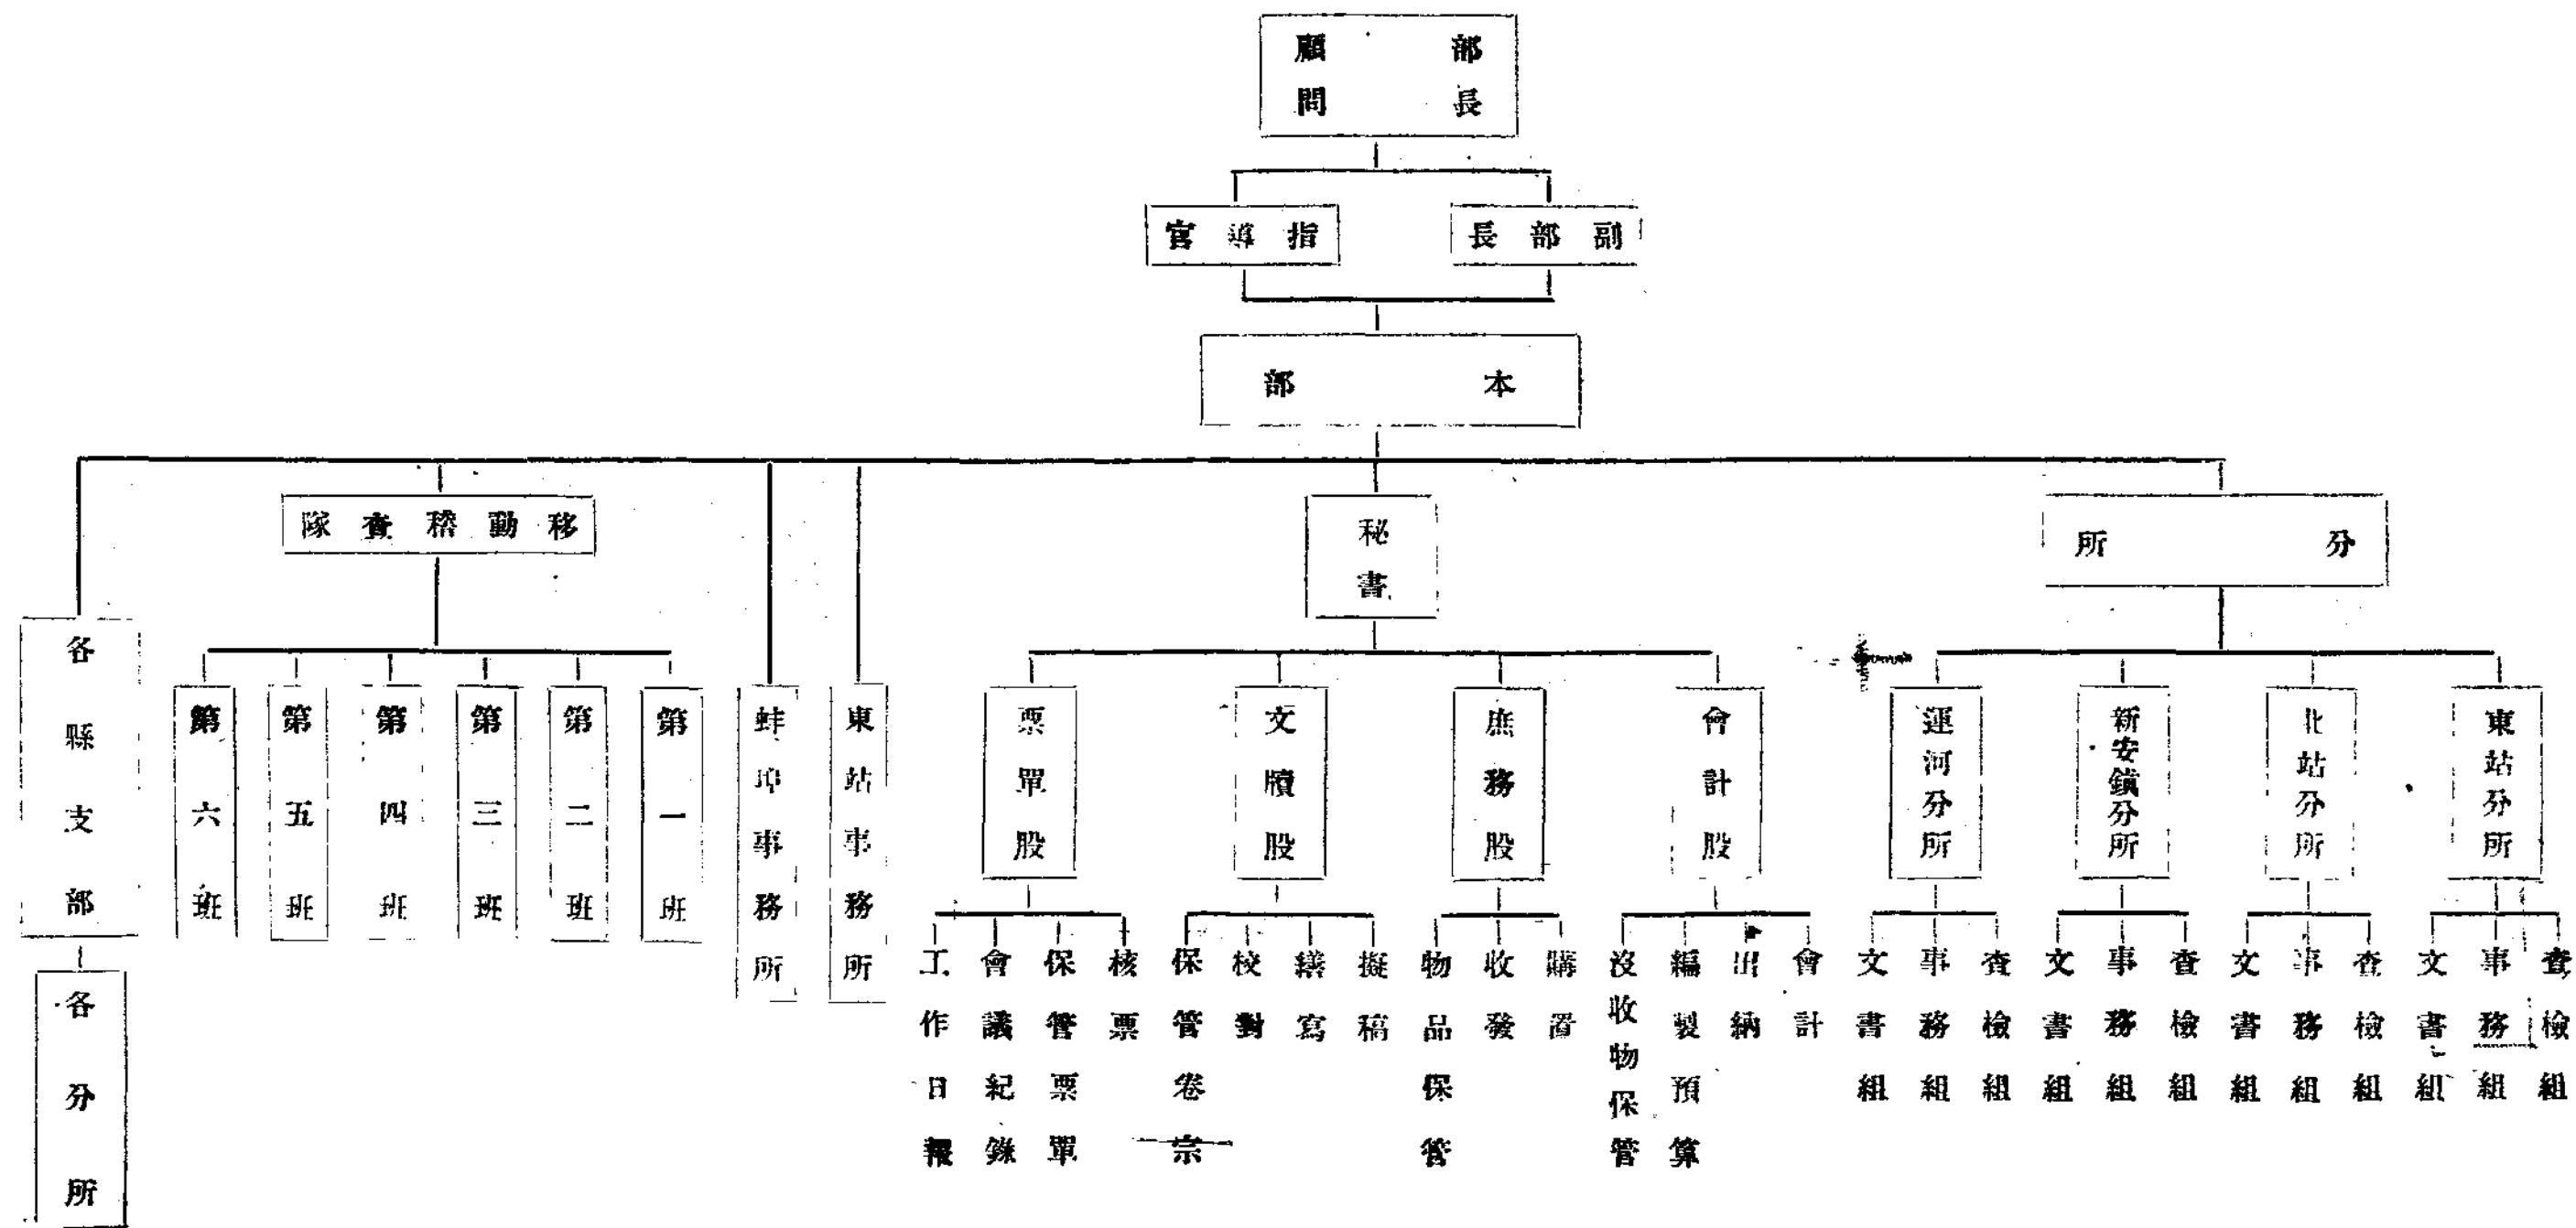 部長
顧問
副部長
指導官
本部
分所
秘書
移動稽查隊
東站分所
北站分所
新安鎮分所
運河分所
會計股
庶務股
文牘股
票單股
東站事務所
蚌埠事務所
第一班
第二班
第三班
第四班
第五班
第六班
各縣支部
查檢組
事務組
文書組
查檢組
事務組
文書組
查檢組
事務組
文書組
查檢組
事務組
文書組
會計
出納
編製預算
沒收物保管
購置
收發
物品保管
擬稿
繕寫
校對
保管卷宗
核票
保管票單
會議紀錄
工作日報
各分所